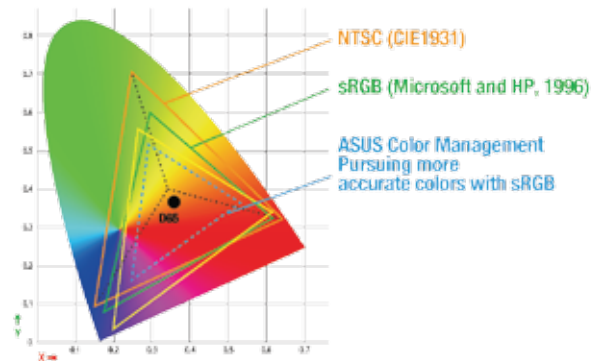 NTSC (CIE1931)
sRGB (Microsoft and HP, 1996)
ASUS Color Management
Pursuing more
accurate colors with sRGB
D65
0.7
0.6
0.5
0.4
0.3
0.2
0.1
0
0.1
0.2
0.3
0.4
0.5
0.6
0.7